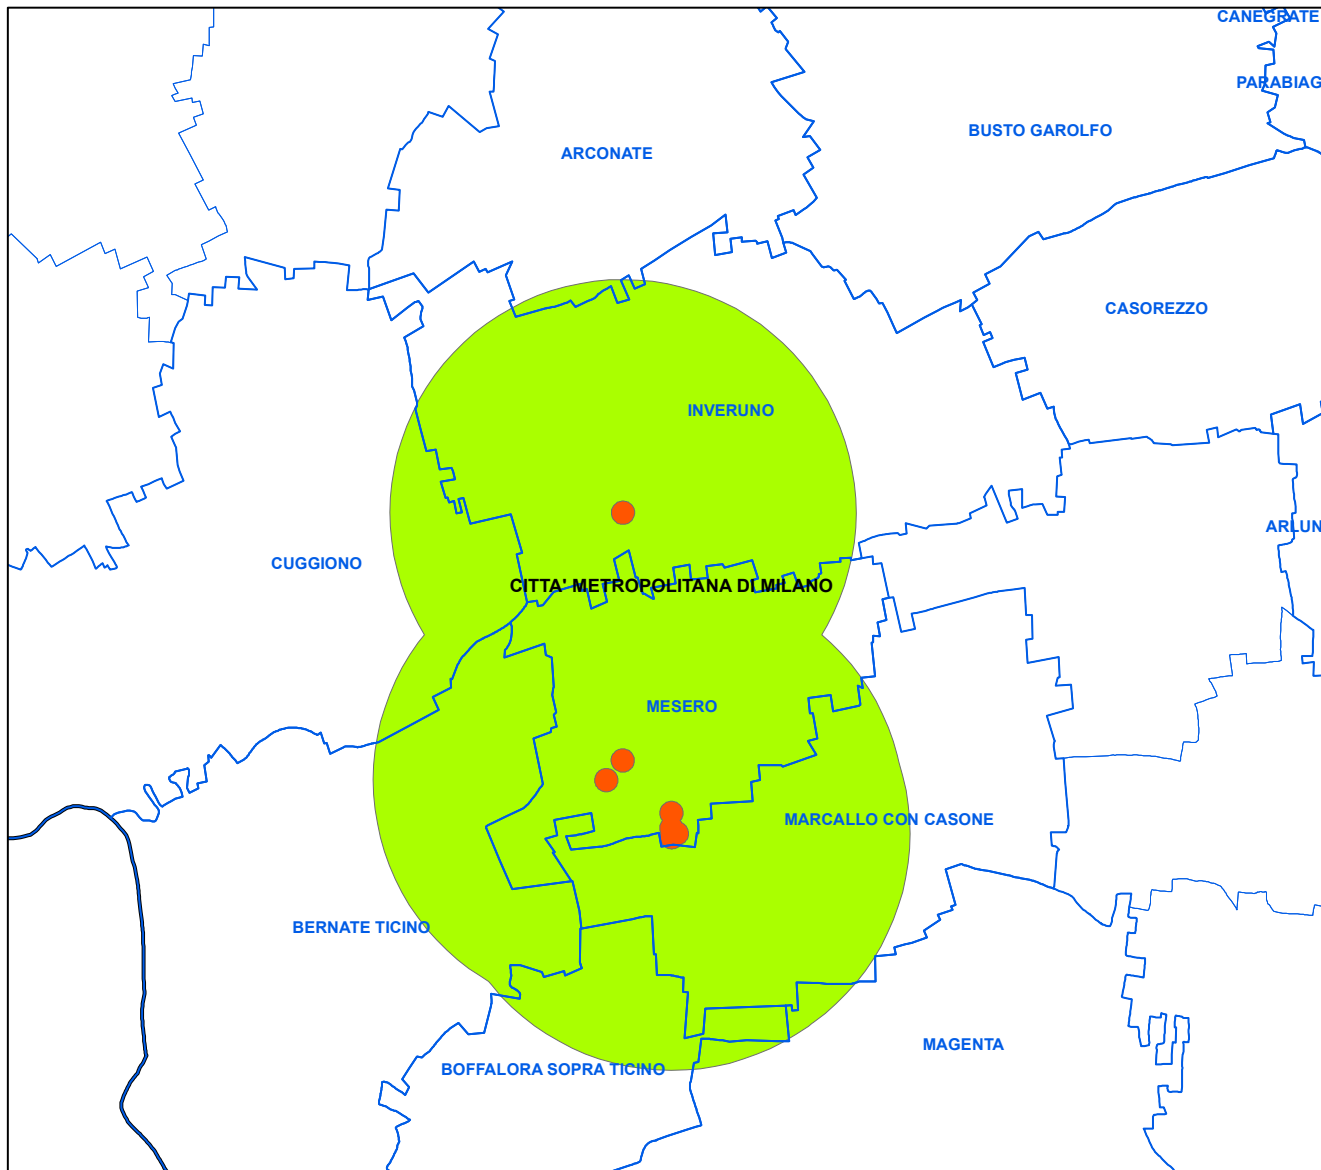 CANEGRATE
PARABIAG
BUSTO GAROLFO
ARCONATE
CASOREZZO
INVERUNO
ARLUN
CUGGIONO
CITTA' METROPOLITANA DI MILANO
MESERO
MARCALLO CON CASONE
BERNATE TICINO
MAGENTA
BOFFALORA SOPRA TICINO